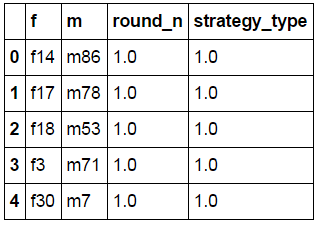 f m round_n strategy_type
0 f14 m86 1.0 1.0
1 f17 m78 1.0 1.0
2 f18 m53 1.0 1.0
3 f3 m71 1.0 1.0
4 f30 m7 1.0 1.0